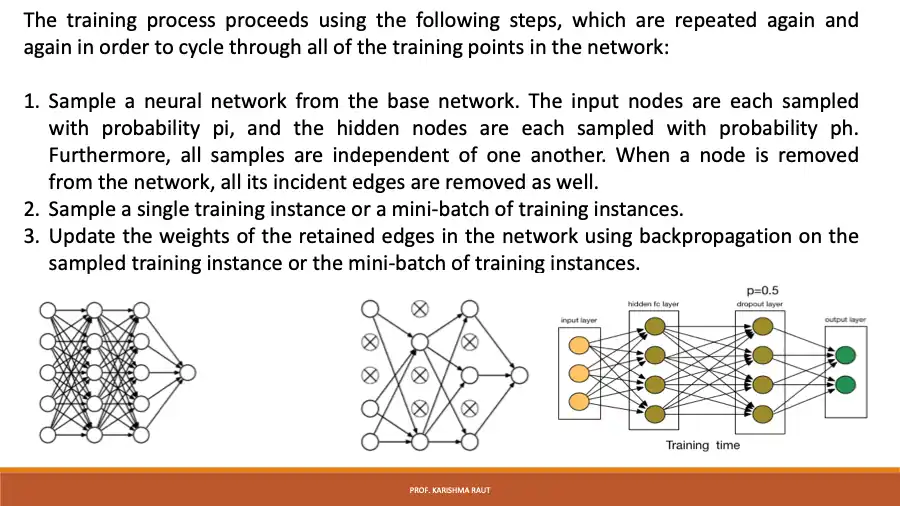 The training process proceeds using the following steps, which are repeated again and
again in order to cycle through all of the training points in the network:
1. Sample a neural network from the base network. The input nodes are each sampled
with probability pi, and the hidden nodes are each sampled with probability ph.
Furthermore, all samples are independent of one another. When a node is removed
from the network, all its incident edges are removed as well.
2. Sample a single training instance or a mini-batch of training instances.
3. Update the weights of the retained edges in the network using backpropagation on the
sampled training instance or the mini-batch of training instances.
p=0.5
hidden fc layer
dropout layer
input layer
output layer
Training time
PROF. KARISHMA RAUT